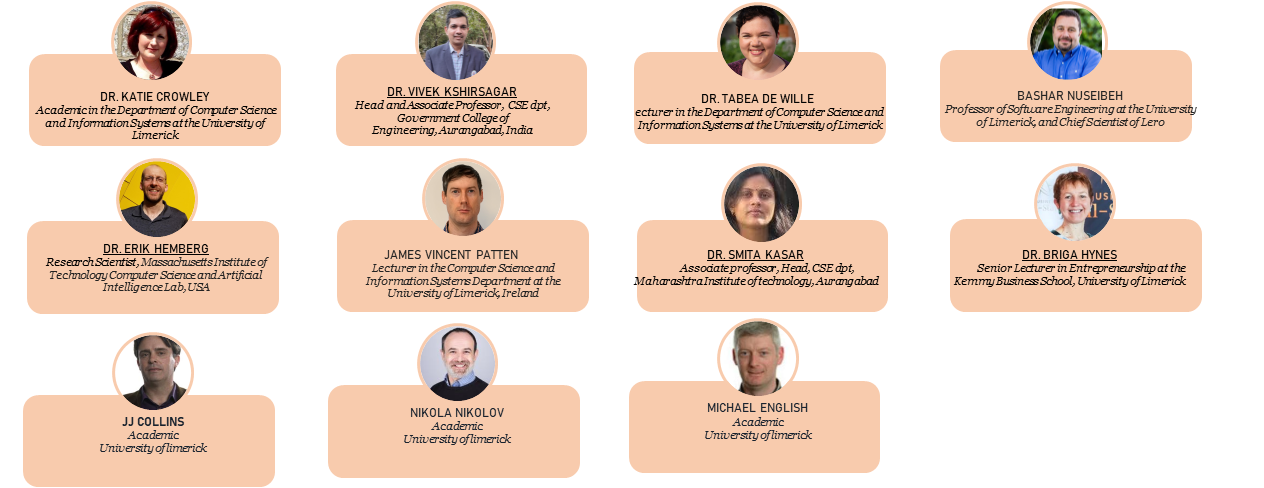 DR. KATIE CROWLEY
Academic in the Department of Computer Science
and Information Systems at the University of
Limerick
DR. VIVEK KSHIRSAGAR
Head and Associate Professor, CSE dpt,
Government College of
Engineering, Aurangabad, India
DR. TABEA DE WILLE
ecturer in the Department of Computer Science and
Information Systems at the University of Limerick
BASHAR NUSEIBEH
Professor of Software Engineering at the University
of Limerick, and Chief Scientist of Lero
DR. ERIK HEMBERG
Research Scientist, Massachusetts Institute of
Technology Computer Science and Artificial
Intelligence Lab, USA
JAMES VINCENT PATTEN
Lecturer in the Computer Science and
Information Systems Department at the
University of Limerick, Ireland
DR. SMITA KASAR
Associate professor, Head, CSE dpt,
Maharashtra Institute of technology, Aurangabad
DR. BRIGA HYNES
Senior Lecturer in Entrepreneurship at the
Kemmy Business School, University of Limerick
JJ COLLINS
Academic
University of limerick
NIKOLA NIKOLOV
Academic
University of limerick
MICHAEL ENGLISH
Academic
University of limerick